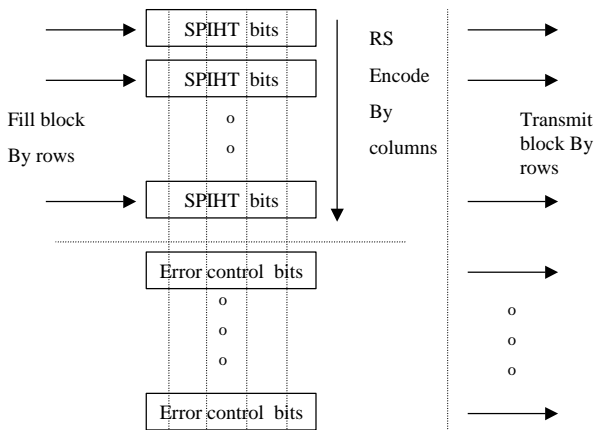 SPIHT bits
SPIHT bits
o
o
SPIHT bits
Error control bits
o
o
o
Error control bits
Fill block
By rows
RS
Encode
By
columns
Transmit
block By
rows
o
o
o